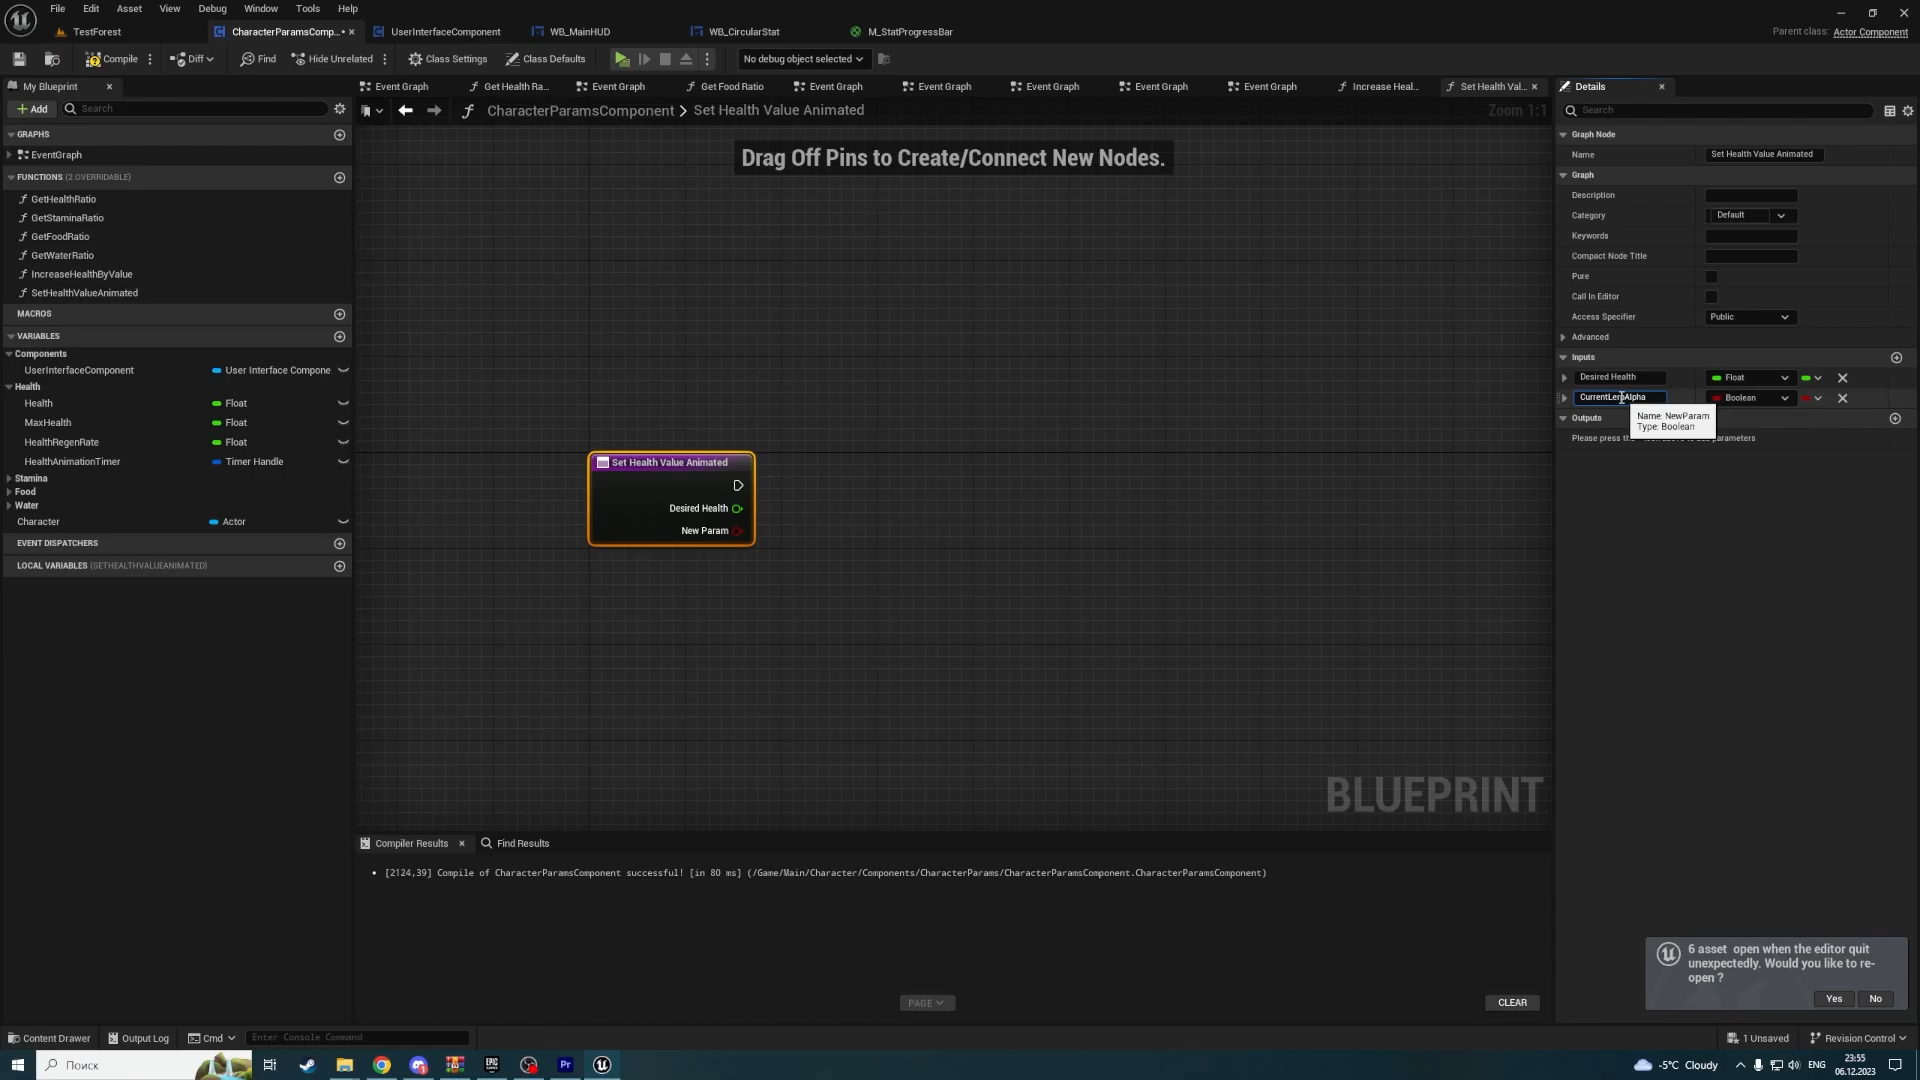 File Edit Asset View Debug Window Tools Help
TestForest CharacterParamsComp...• UserInterfaceComponent WB_MainHUD WB_CircularStat M_StatProgressBar
Parent class: Actor Component
Compile Diff Find Hide Unrelated Class Settings Class Defaults No debug object selected
My Blueprint
Event Graph Get Health Ra... Event Graph Get Food Ratio Event Graph Event Graph Event Graph Event Graph Event Graph Increase Heal... Set Health Val...
Details
Add Search
CharacterParamsComponent > Set Health Value Animated
Zoom 1:1
Search
GRAPHS
EventGraph
FUNCTIONS (2 OVERRIDABLE)
GetHealthRatio
GetStaminaRatio
GetFoodRatio
GetWaterRatio
IncreaseHealthByValue
SetHealthValueAnimated
MACROS
VARIABLES
Components
UserInterfaceComponent User Interface Compone
Health
Health Float
MaxHealth Float
HealthRegenRate Float
HealthAnimationTimer Timer Handle
Stamina
Food
Water
Character Actor
EVENT DISPATCHERS
LOCAL VARIABLES (SETHEALTHVALUEANIMATED)
Drag Off Pins to Create/Connect New Nodes.
Set Health Value Animated
Desired Health
New Param
BLUEPRINT
Graph Node
Name Set Health Value Animated
Graph
Description
Category Default
Keywords
Compact Node Title
Pure
Call In Editor
Access Specifier Public
Advanced
Inputs
Desired Health Float
CurrentLerpAlpha Boolean
Name: NewParam
Type: Boolean
Outputs
Please press the parameters
Compiler Results Find Results
• [2124,39] Compile of CharacterParamsComponent successful! [in 80 ms] (/Game/Main/Character/Components/CharacterParams/CharacterParamsComponent.CharacterParamsComponent)
PAGE CLEAR
6 asset open when the editor quit
unexpectedly. Would you like to re-
open ?
Yes No
Content Drawer Output Log Cmd Enter Console Command 1 Unsaved Revision Control
Поиск
EPIC GAMES Pr
-5°C Cloudy ENG
23:55
06.12.2023